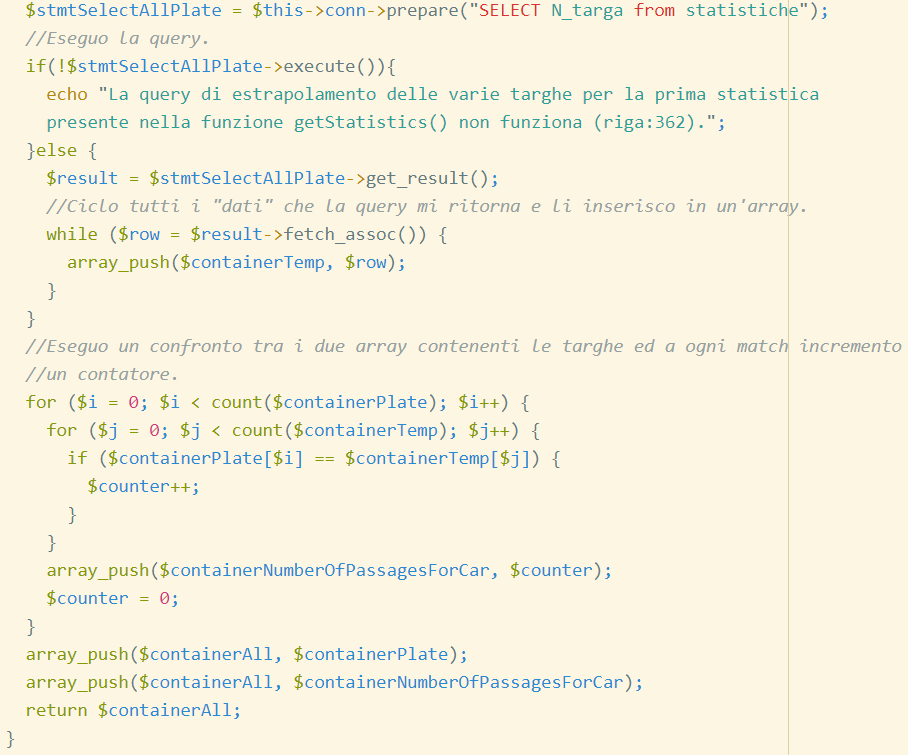 $stmtSelectAllPlate = $this->conn->prepare("SELECT N_targa from statistiche");
//Eseguo la query.
if(!$stmtSelectAllPlate->execute()){
echo "La query di estrapolamento delle varie targhe per la prima statistica
presente nella funzione getStatistics() non funziona (riga:362).";
}else {
$result = $stmtSelectAllPlate->get_result();
//Ciclo tutti i "dati" che la query mi ritorna e li inserisco in un'array.
while ($row = $result->fetch_assoc()) {
array_push($containerTemp, $row);
}
}
//Eseguo un confronto tra i due array contenenti le targhe ed a ogni match incremento
//un contatore.
for ($i = 0; $i < count($containerPlate); $i++) {
for ($j = 0; $j < count($containerTemp); $j++) {
if ($containerPlate[$i] == $containerTemp[$j]) {
$counter++;
}
}
array_push($containerNumberOfPassagesForCar, $counter);
$counter = 0;
}
array_push($containerAll, $containerPlate);
array_push($containerAll, $containerNumberOfPassagesForCar);
return $containerAll;
}